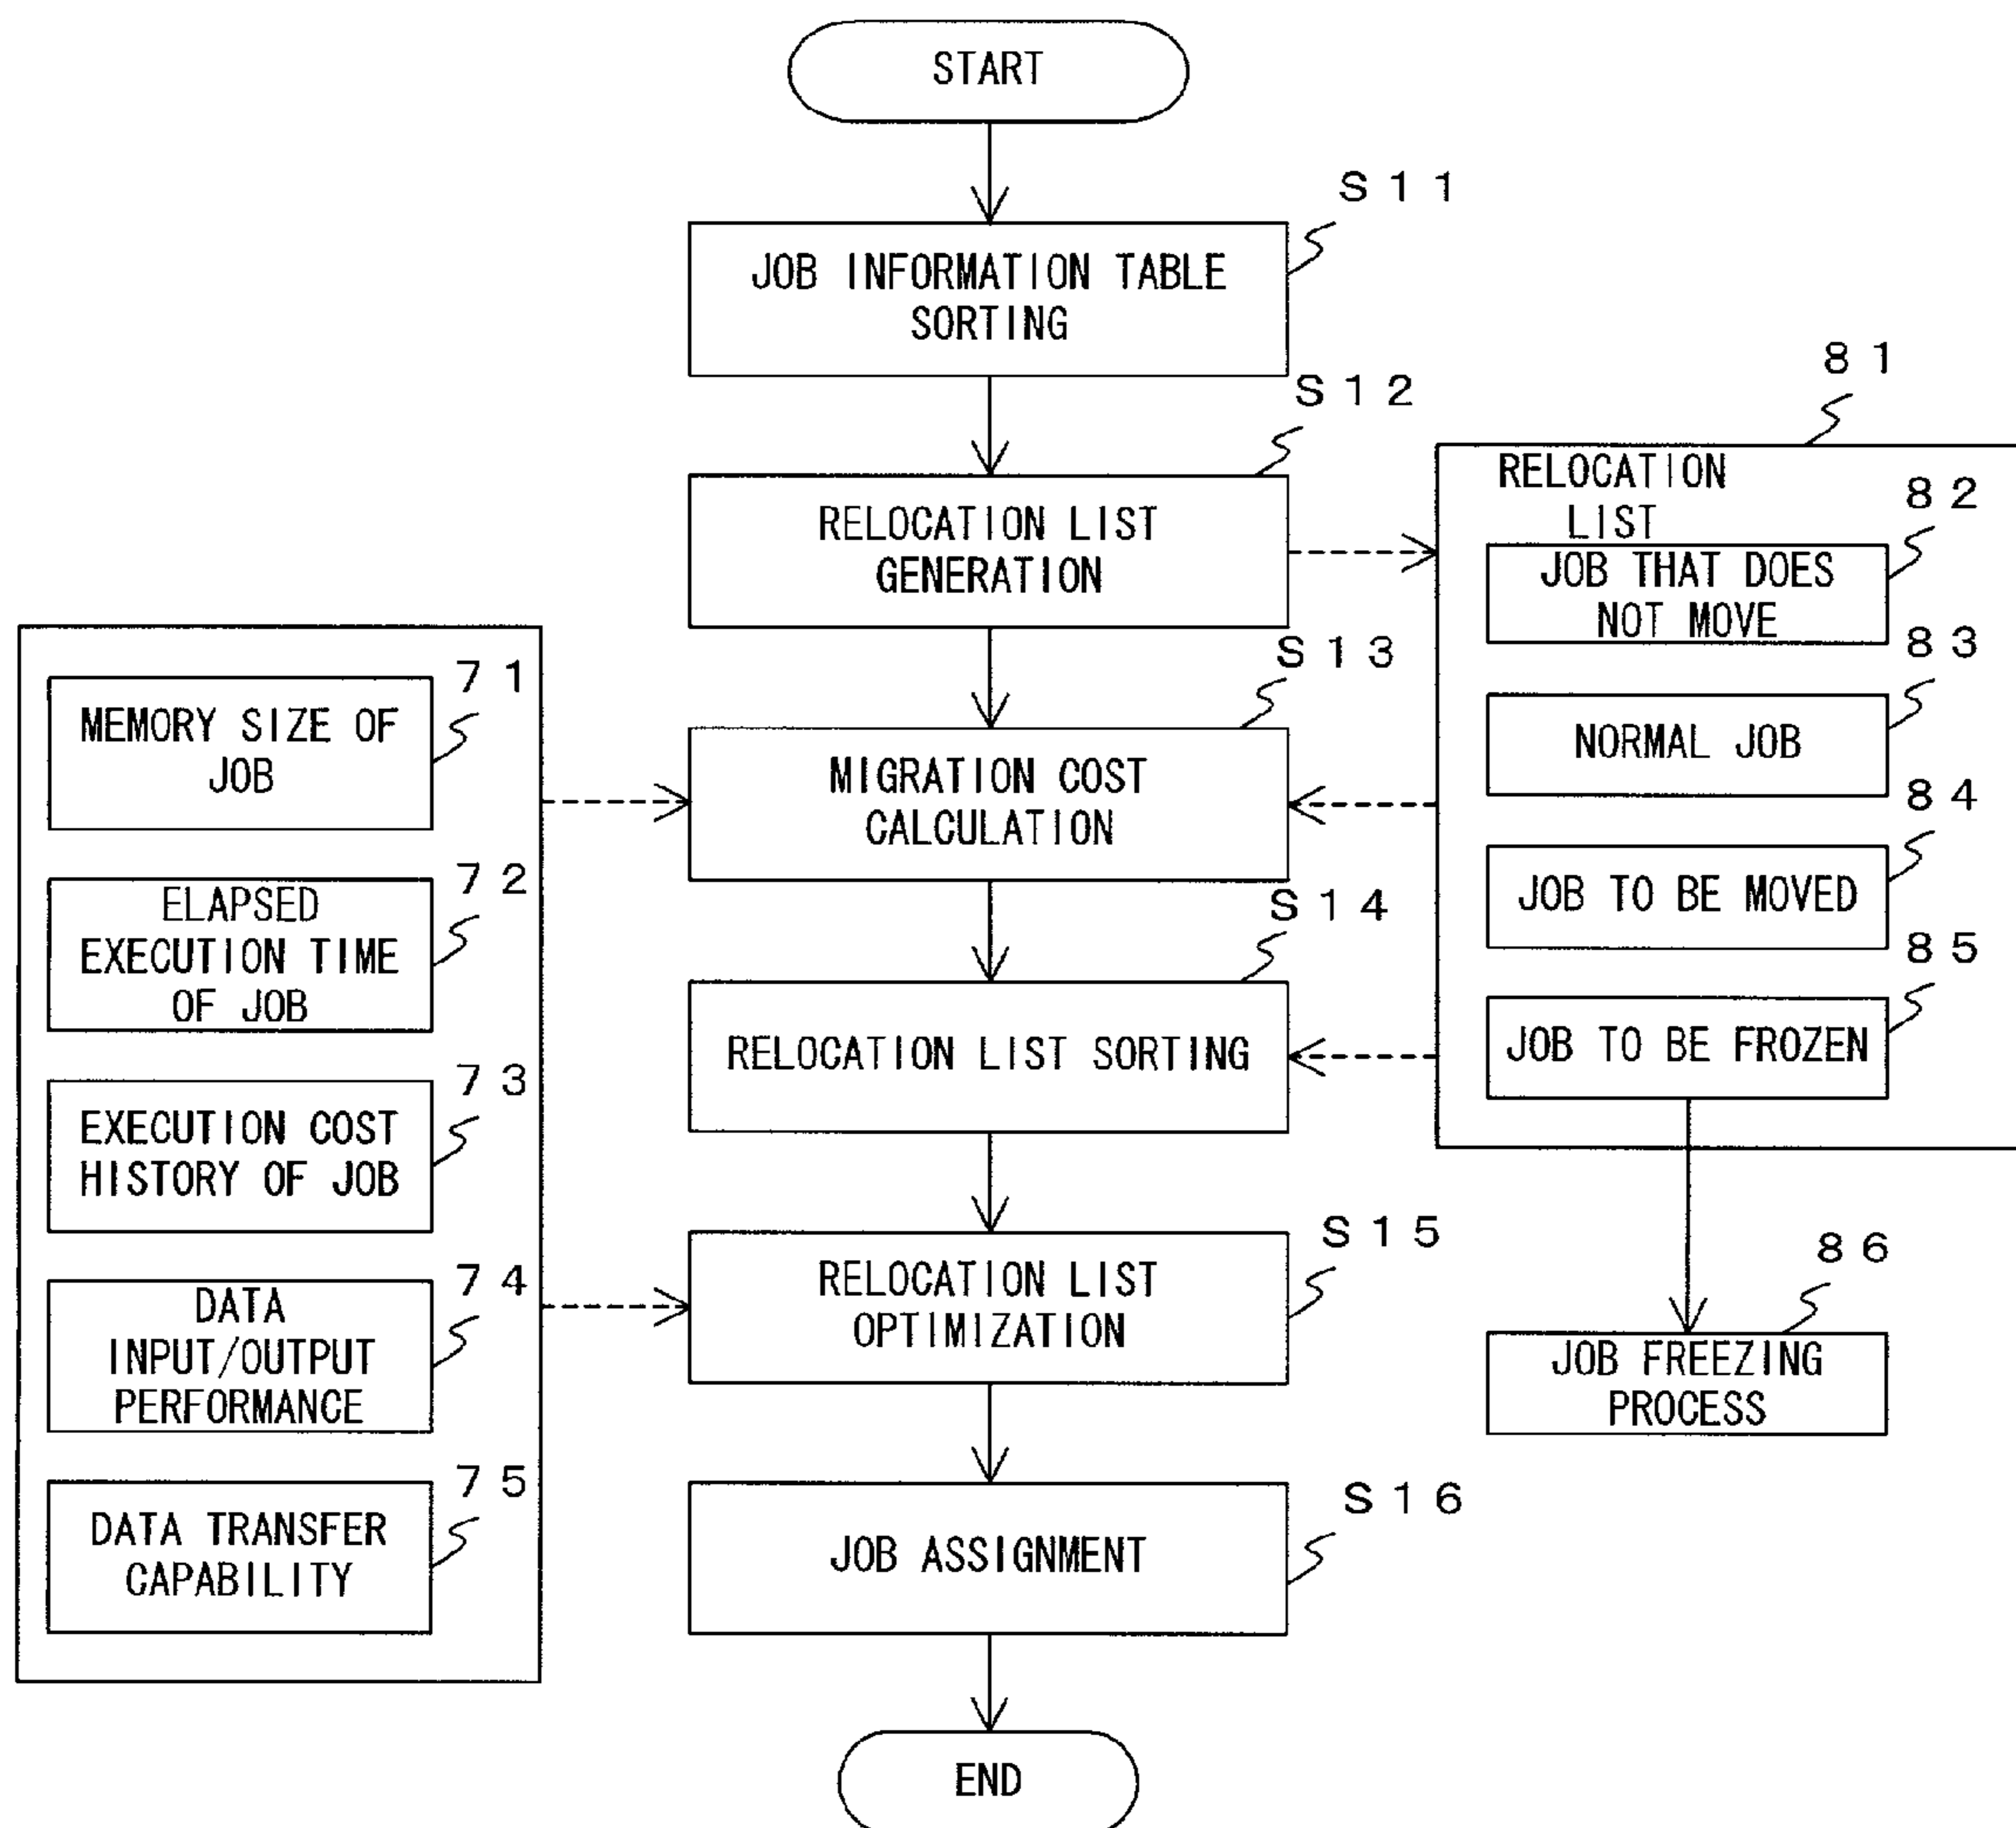 START
S11
JOB INFORMATION TABLE
SORTING
S12
RELOCATION LIST
GENERATION
S13
MIGRATION COST
CALCULATION
S14
RELOCATION LIST SORTING
S15
RELOCATION LIST
OPTIMIZATION
S16
JOB ASSIGNMENT
END
71
MEMORY SIZE OF
JOB
72
ELAPSED
EXECUTION TIME
OF JOB
73
EXECUTION COST
HISTORY OF JOB
74
DATA
INPUT/OUTPUT
PERFORMANCE
75
DATA TRANSFER
CAPABILITY
81
RELOCATION
LIST
82
JOB THAT DOES
NOT MOVE
83
NORMAL JOB
84
JOB TO BE MOVED
85
JOB TO BE FROZEN
86
JOB FREEZING
PROCESS